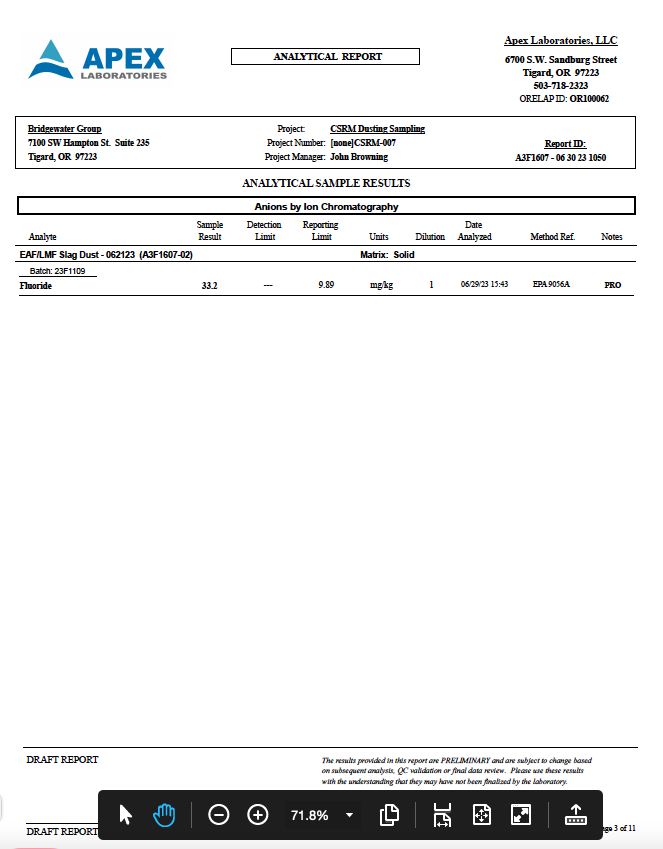 APEX
LABORATORIES
ANALYTICAL REPORT
Apex Laboratories, LLC
6700 S.W. Sandburg Street
Tigard, OR 97223
503-718-2323
ORELAP ID: OR100062
Bridgewater Group
7100 SW Hampton St. Suite 235
Tigard, OR 97223
Project: CSRM Dusting Sampling
Project Number: [none]CSRM-007
Project Manager: John Browning
Report ID:
A3F1607 - 06 30 23 1050
ANALYTICAL SAMPLE RESULTS
Anions by Ion Chromatography
Analyte Sample Result Detection Limit Reporting Limit Units Dilution Date Analyzed Method Ref. Notes
EAF/LMF Slag Dust - 062123 (A3F1607-02) Matrix: Solid
Batch: 23F1109
Fluoride 33.2 --- 9.89 mg/kg 1 06/29/23 15:43 EPA 9056A PRO
DRAFT REPORT
The results provided in this report are PRELIMINARY and are subject to change based
on subsequent analysis, QC validation or final data review. Please use these results
with the understanding that they may have not been finalized by the laboratory.
71.8%
DRAFT REPORT
3 of 11